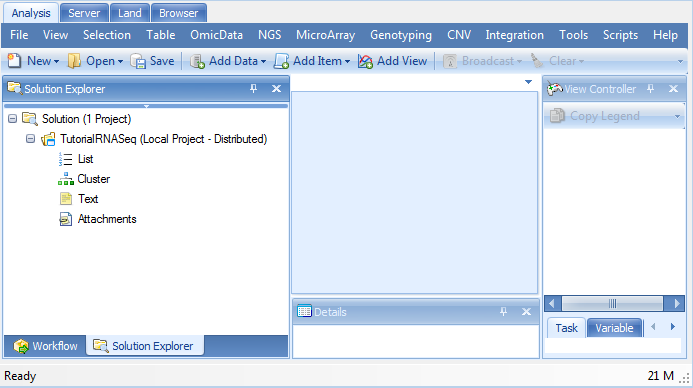 Analysis Server Land Browser
File View Selection Table OmicData NGS MicroArray Genotyping CNV Integration Tools Scripts Help
New Open Save Add Data Add Item Add View Broadcast Clear
Solution Explorer
View Controller
Copy Legend
Solution (1 Project)
TutorialRNASeq (Local Project - Distributed)
List
Cluster
Text
Attachments
Details
Task Variable
Workflow Solution Explorer
Ready 21 M